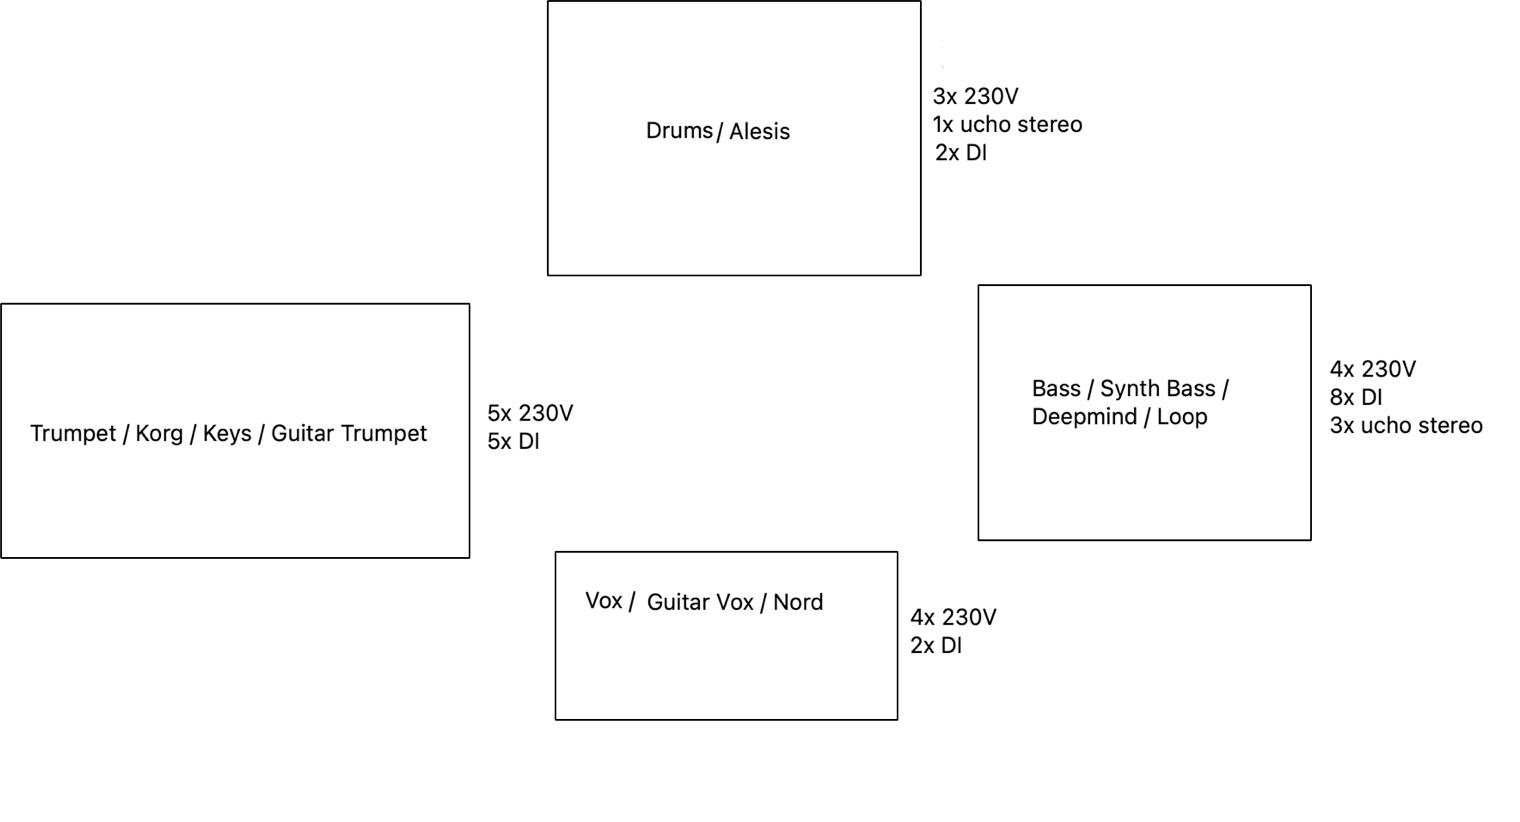 Drums / Alesis
3x 230V
1x ucho stereo
2x DI
Trumpet / Korg / Keys / Guitar Trumpet
5x 230V
5x DI
Bass / Synth Bass /
Deepmind / Loop
4x 230V
8x DI
3x ucho stereo
Vox / Guitar Vox / Nord
4x 230V
2x DI